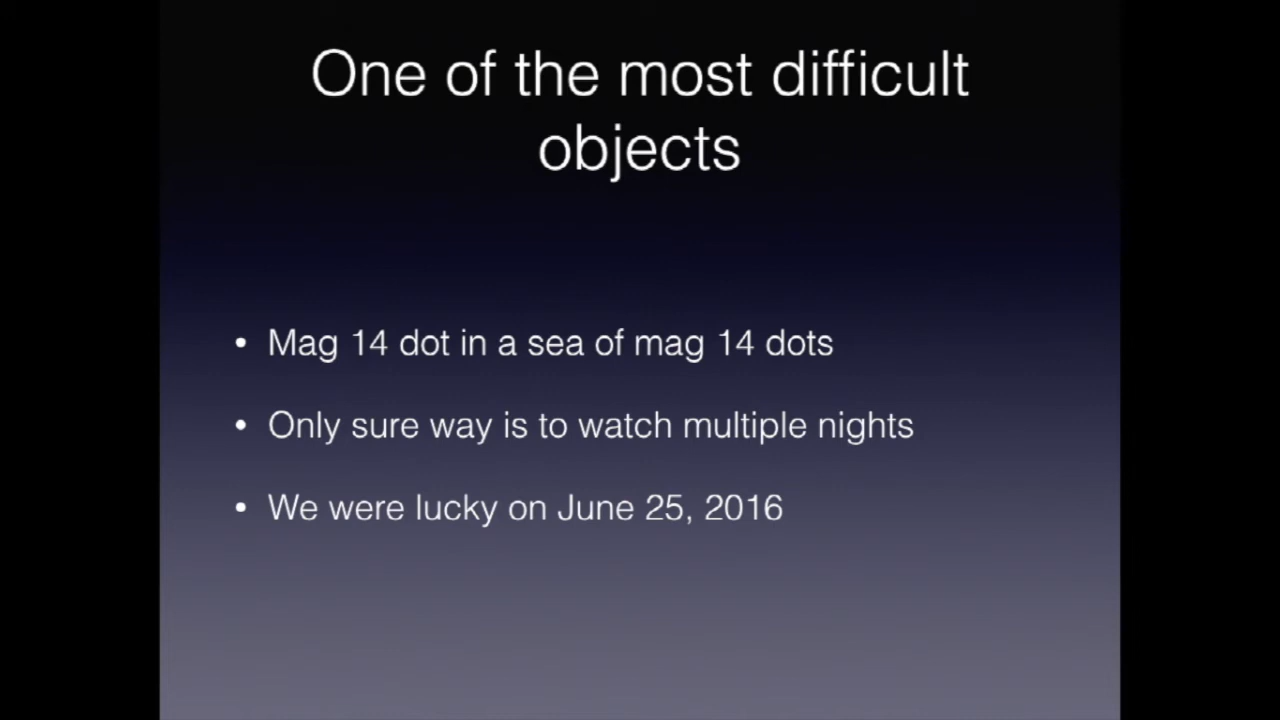 One of the most difficult
objects
• Mag 14 dot in a sea of mag 14 dots
• Only sure way is to watch multiple nights
• We were lucky on June 25, 2016